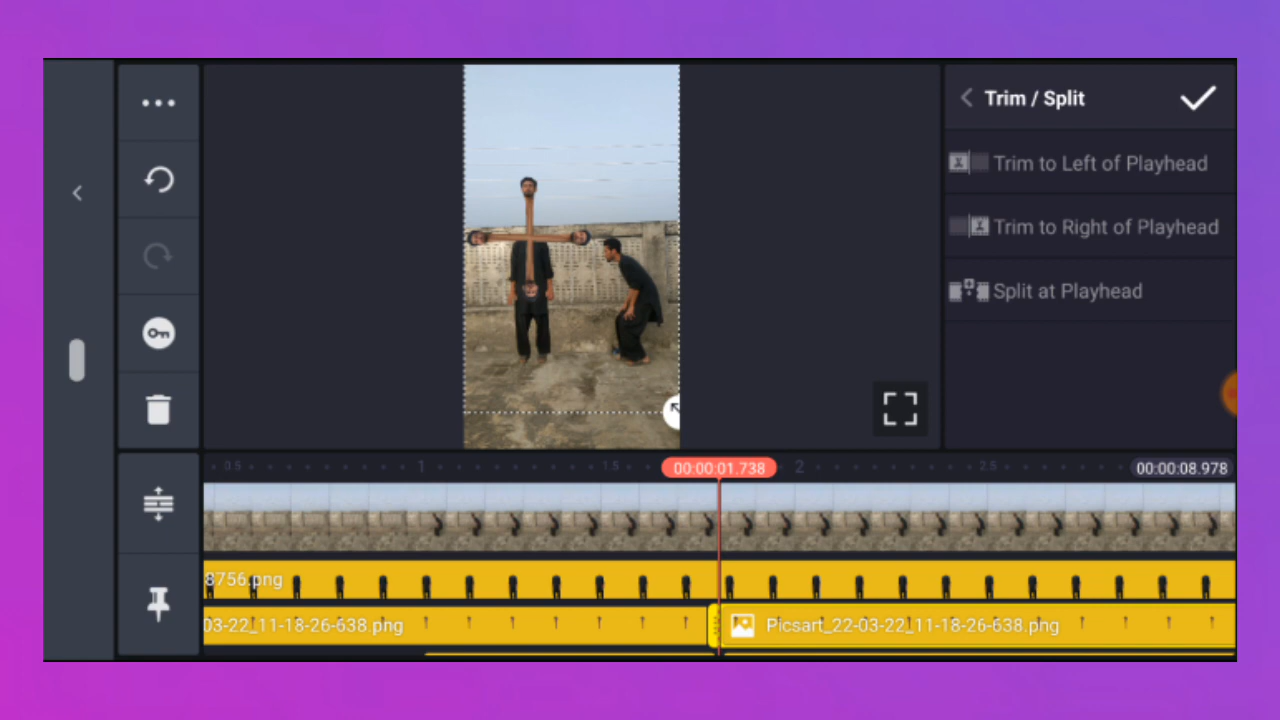 Trim / Split
Trim to Left of Playhead
Trim to Right of Playhead
Split at Playhead
0.5
1
1.5
00:00:01.738
2
2.5
00:00:08.978
8756.png
03-22_11-18-26-638.png
Picsart_22-03-22_11-18-26-638.png